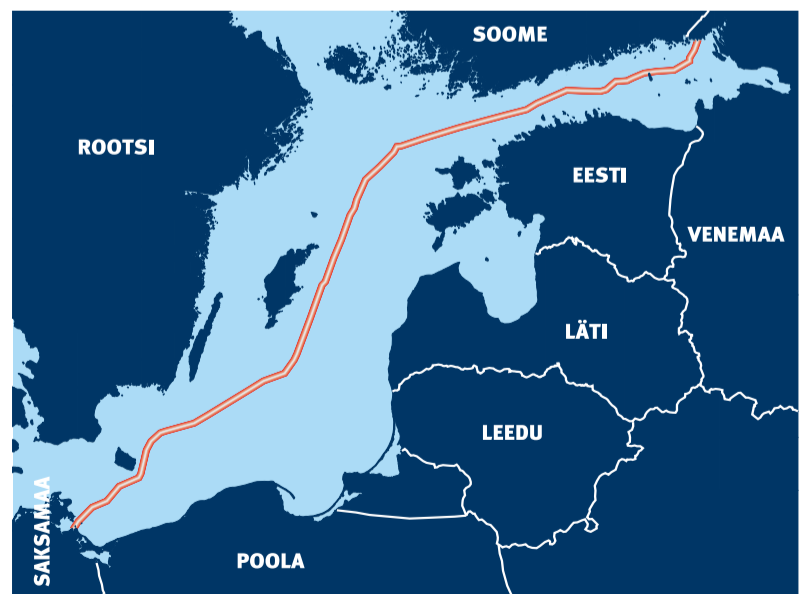 SOOME
ROOTSI
EESTI
VENEMAA
LÄTI
LEEDU
SAKSAMAA
POOLA